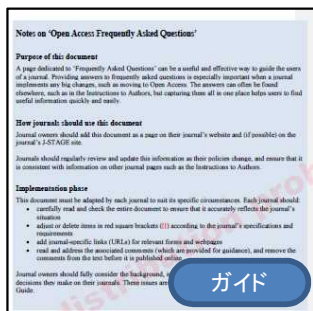 Notes on 'Open Access Frequently Asked Questions'
Purpose of this document
A page dedicated to 'Frequently Asked Questions' can be a useful and effective way to guide the users
of a journal. Providing answers to frequently asked questions is especially important when a journal
implements any big changes, such as moving to Open Access. The answers can often be found
elsewhere, such as in the Instructions to Authors, but capturing them all in one place helps users to find
useful information quickly and easily.
How journals should use this document
Journal owners should add this document as a page on their journal's website and (if possible) on the
journal's J-STAGE site.
Journals should regularly review and update this information as their policies change, and ensure that it
is consistent with information on other journal pages such as the Instructions to Authors.
Implementation phase
This document must be adapted by each journal to suit its specific circumstances. Each journal should:
• carefully read and check the entire document to ensure that it accurately reflects the journal's
situation
• adjust or delete items in red square brackets ([]) according to the journal's specifications and
requirements
• add journal-specific links (URLs) for relevant forms and webpages
• read and address the associated comments (which are provided for guidance), and remove the
comments from the text before it is published online.
Journal owners should fully consider the background,
decisions they make on their journals. These issues are
Guide.
ガイド